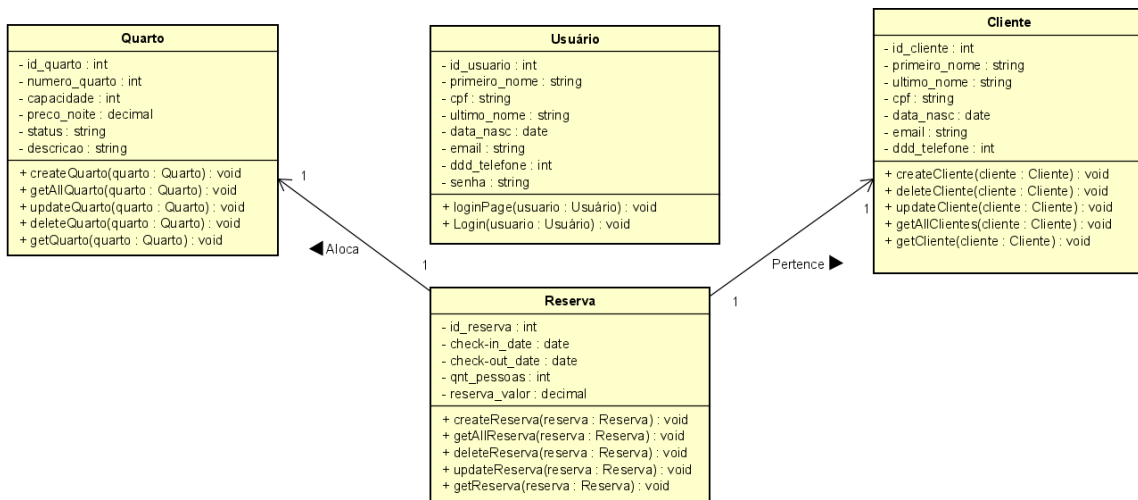 Quarto
- id_quarto : int
- numero_quarto : int
- capacidade : int
- preco_noite : decimal
- status : string
- descricao : string
+ createQuarto(quarto : Quarto) : void
+ getAllQuarto(quarto : Quarto) : void
+ updateQuarto(quarto : Quarto) : void
+ deleteQuarto(quarto : Quarto) : void
+ getQuarto(quarto : Quarto) : void
Usuário
- id_usuario : int
- primeiro_nome : string
- cpf : string
- ultimo_nome : string
- data_nasc : date
- email : string
- ddd_telefone : int
- senha : string
+ loginPage(usuario : Usuário) : void
+ Login(usuario : Usuário) : void
Cliente
- id_cliente : int
- primeiro_nome : string
- ultimo_nome : string
- cpf : string
- data_nasc : date
- email : string
- ddd_telefone : int
+ createCliente(cliente : Cliente) : void
+ deleteCliente(cliente : Cliente) : void
+ updateCliente(cliente : Cliente) : void
+ getAllClientes(cliente : Cliente) : void
+ getCliente(cliente : Cliente) : void
1
◀ Aloca
1
1
Pertence ▶
1
Reserva
- id_reserva : int
- check-in_date : date
- check-out_date : date
- qnt_pessoas : int
- reserva_valor : decimal
+ createReserva(reserva : Reserva) : void
+ getAllReserva(reserva : Reserva) : void
+ deleteReserva(reserva : Reserva) : void
+ updateReserva(reserva : Reserva) : void
+ getReserva(reserva : Reserva) : void